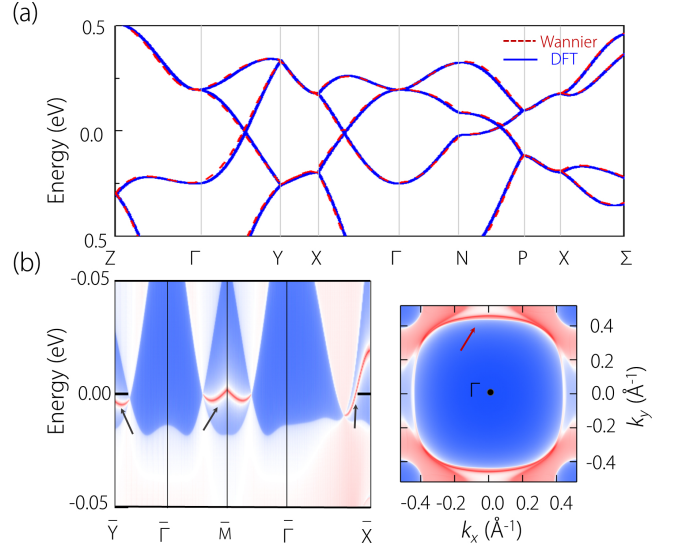 (a)
Energy (eV)
0.5
0.0
0.5
Wannier
DFT
Z Γ Y X Γ N P X Σ
(b)
Energy (eV)
-0.05
0.00
-0.05
Y̅ Γ̅ M̅ Γ̅ X̅
Γ
0.4
0.2
0.0
-0.2
-0.4
k_y (Å⁻¹)
-0.4 -0.2 0.0 0.2 0.4
k_x (Å⁻¹)